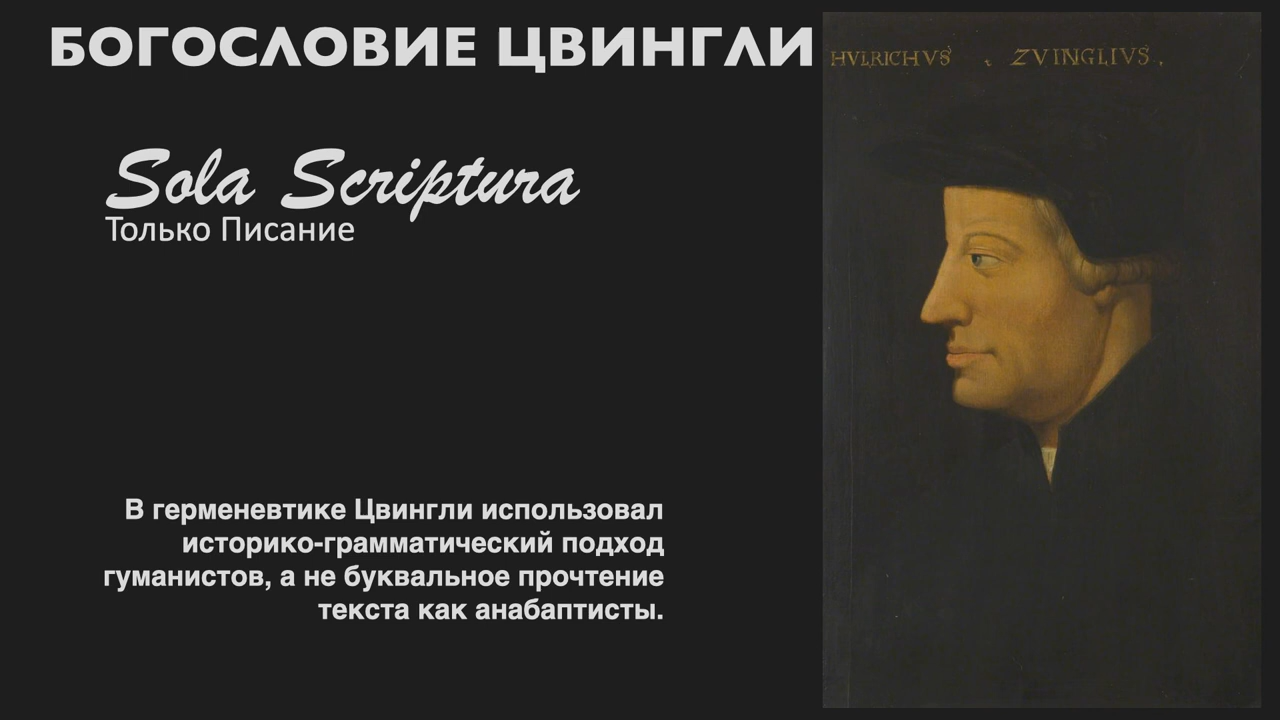 БОГОСЛОВИЕ ЦВИНГЛИ
HVLRICHVS . ZVINGLIVS .
Sola Scriptura
Только Писание
В герменевтике Цвингли использовал
историко-грамматический подход
гуманистов, а не буквальное прочтение
текста как анабаптисты.